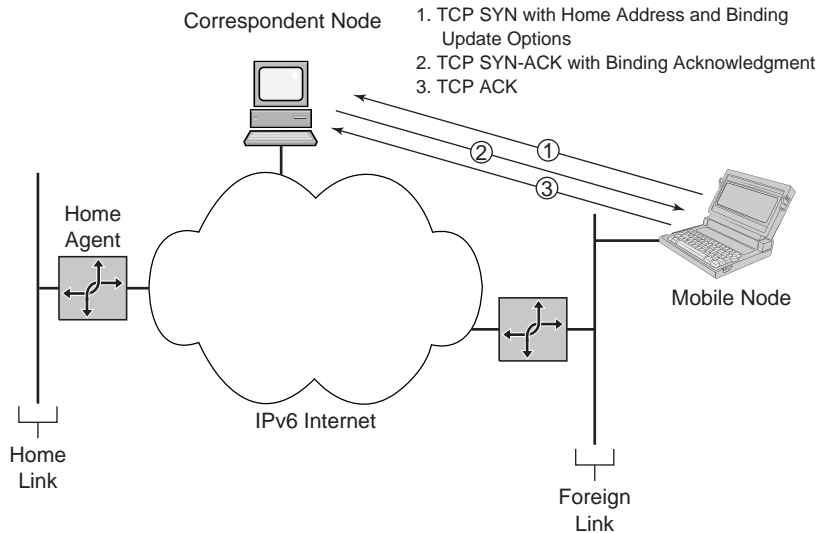 Correspondent Node
1. TCP SYN with Home Address and Binding
Update Options
2. TCP SYN-ACK with Binding Acknowledgment
3. TCP ACK
1
2
3
Home
Agent
Mobile Node
IPv6 Internet
Home
Link
Foreign
Link